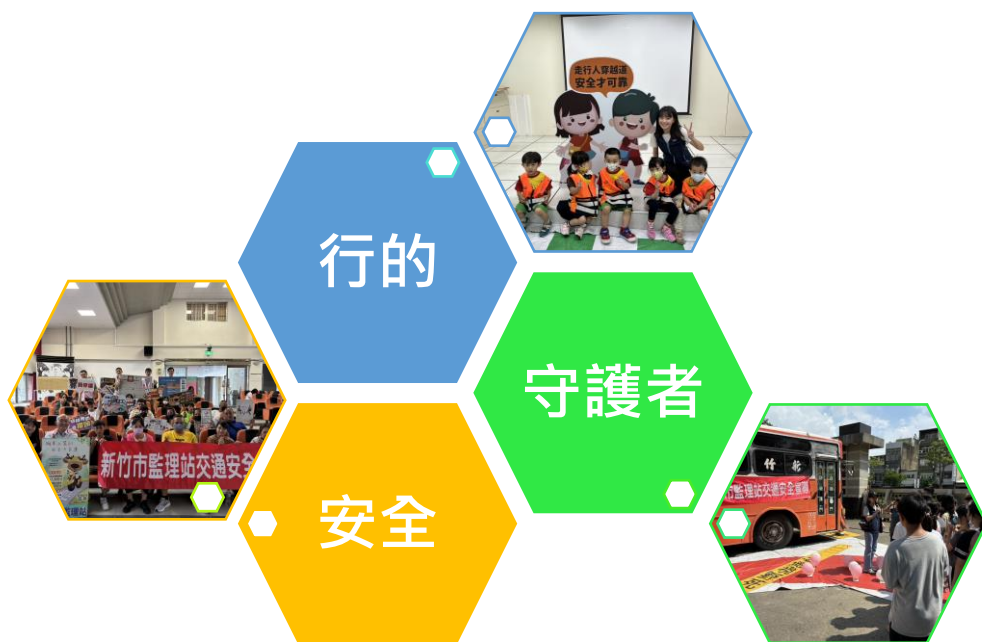 走行人穿越道
安全才可靠
行的
守護者
安全
新竹市監理站交通安全
竹
市監理站交通安全宣導